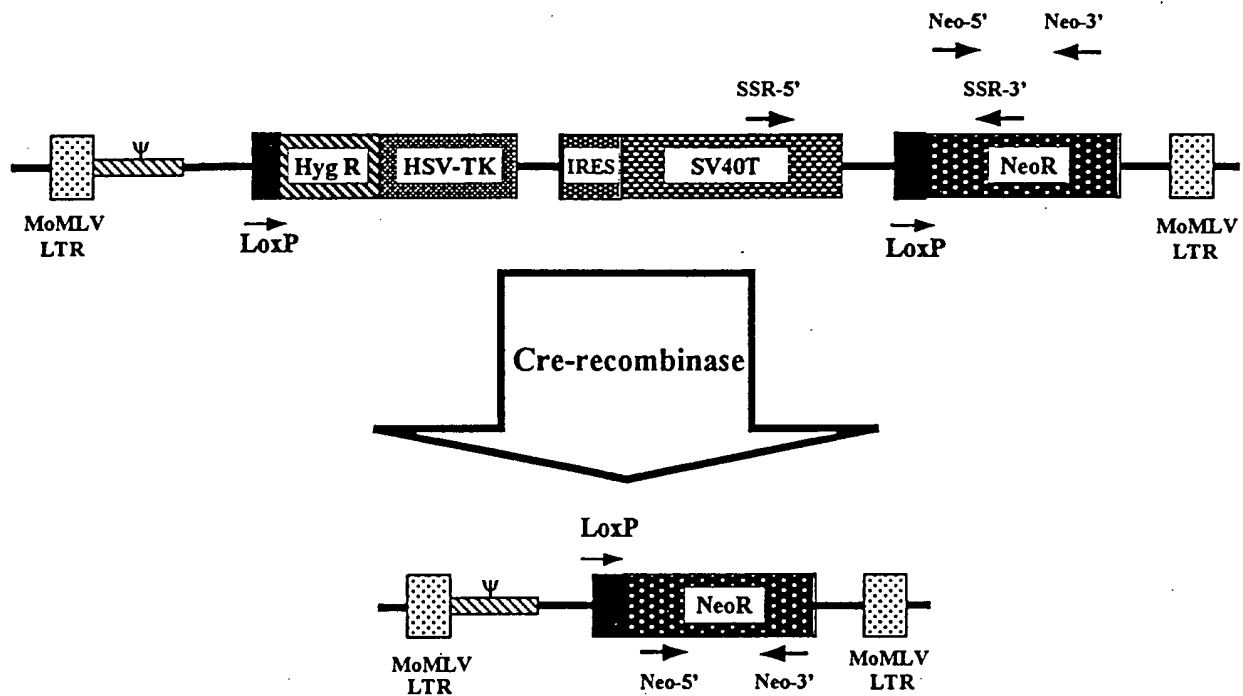 Neo-5' Neo-3'
SSR-5' SSR-3'
Ψ
Hyg R HSV-TK IRES SV40T NeoR
MoMLV
LTR
LoxP
LoxP
MoMLV
LTR
Cre-recombinase
LoxP
Ψ
NeoR
MoMLV
LTR
Neo-5' Neo-3'
MoMLV
LTR